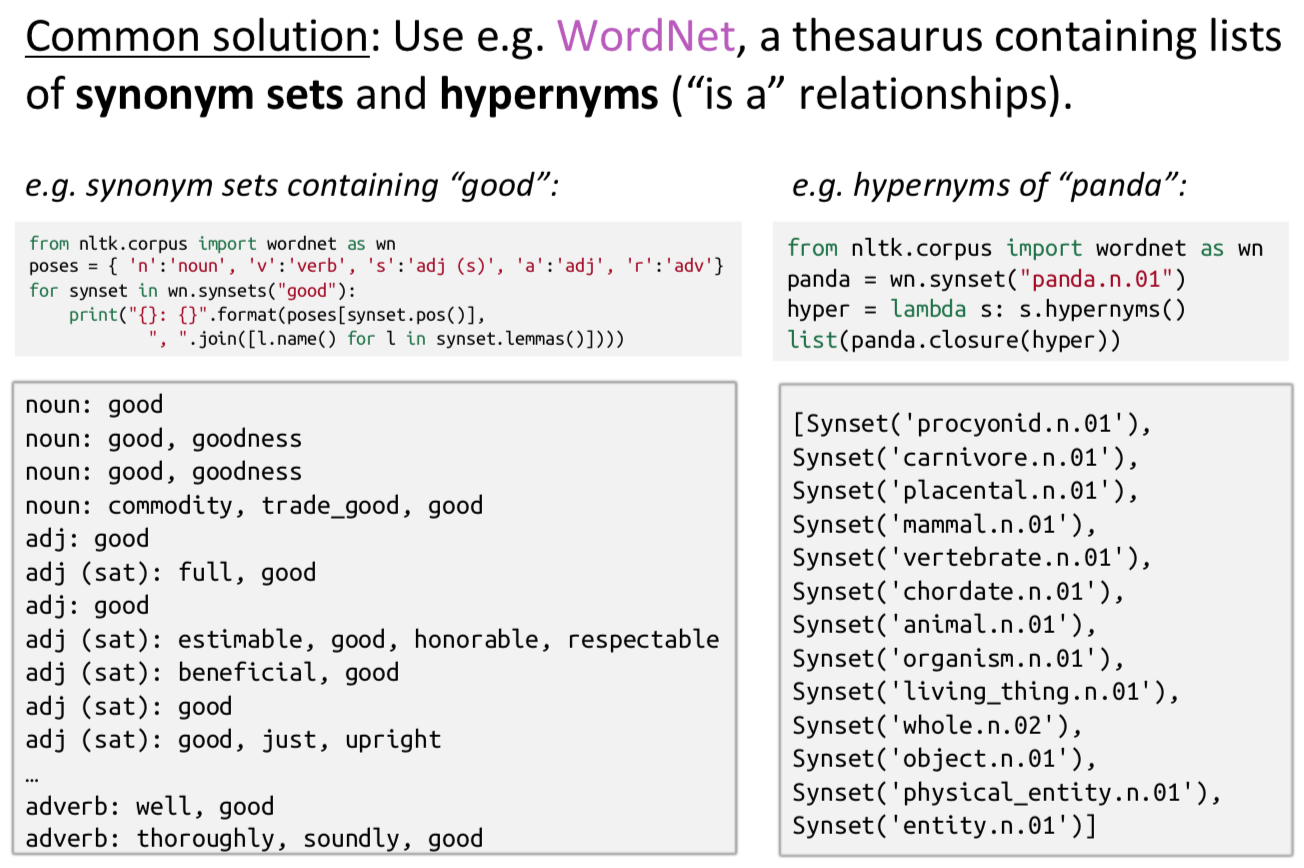 Common solution: Use e.g. WordNet, a thesaurus containing lists
of synonym sets and hypernyms (“is a” relationships).
e.g. synonym sets containing “good”:
from nltk.corpus import wordnet as wn
poses = { 'n':'noun', 'v':'verb', 's':'adj (s)', 'a':'adj', 'r':'adv'}
for synset in wn.synsets("good"):
    print("{}: {}".format(poses[synset.pos()],
            ", ".join([l.name() for l in synset.lemmas()])))
noun: good
noun: good, goodness
noun: good, goodness
noun: commodity, trade_good, good
adj: good
adj (sat): full, good
adj: good
adj (sat): estimable, good, honorable, respectable
adj (sat): beneficial, good
adj (sat): good
adj (sat): good, just, upright
…
adverb: well, good
adverb: thoroughly, soundly, good
e.g. hypernyms of “panda”:
from nltk.corpus import wordnet as wn
panda = wn.synset("panda.n.01")
hyper = lambda s: s.hypernyms()
list(panda.closure(hyper))
[Synset('procyonid.n.01'),
Synset('carnivore.n.01'),
Synset('placental.n.01'),
Synset('mammal.n.01'),
Synset('vertebrate.n.01'),
Synset('chordate.n.01'),
Synset('animal.n.01'),
Synset('organism.n.01'),
Synset('living_thing.n.01'),
Synset('whole.n.02'),
Synset('object.n.01'),
Synset('physical_entity.n.01'),
Synset('entity.n.01')]